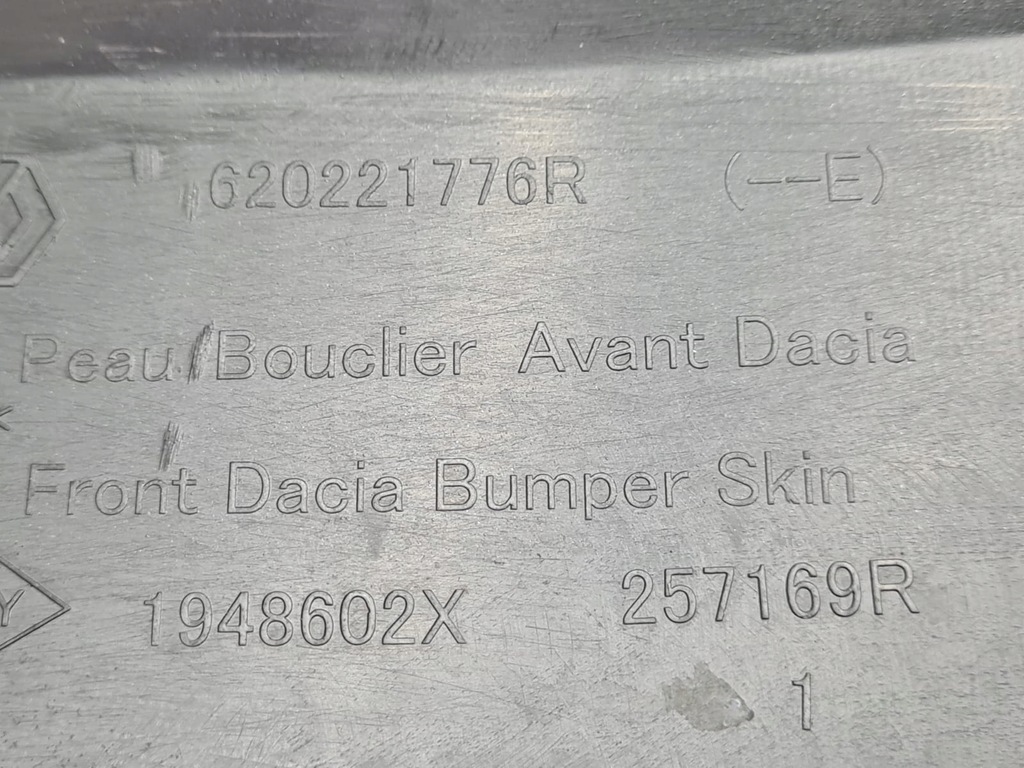 620221776R (--E)
Peau/Bouclier Avant Dacia
Front Dacia Bumper Skin
Y 1948602X 257169R
1